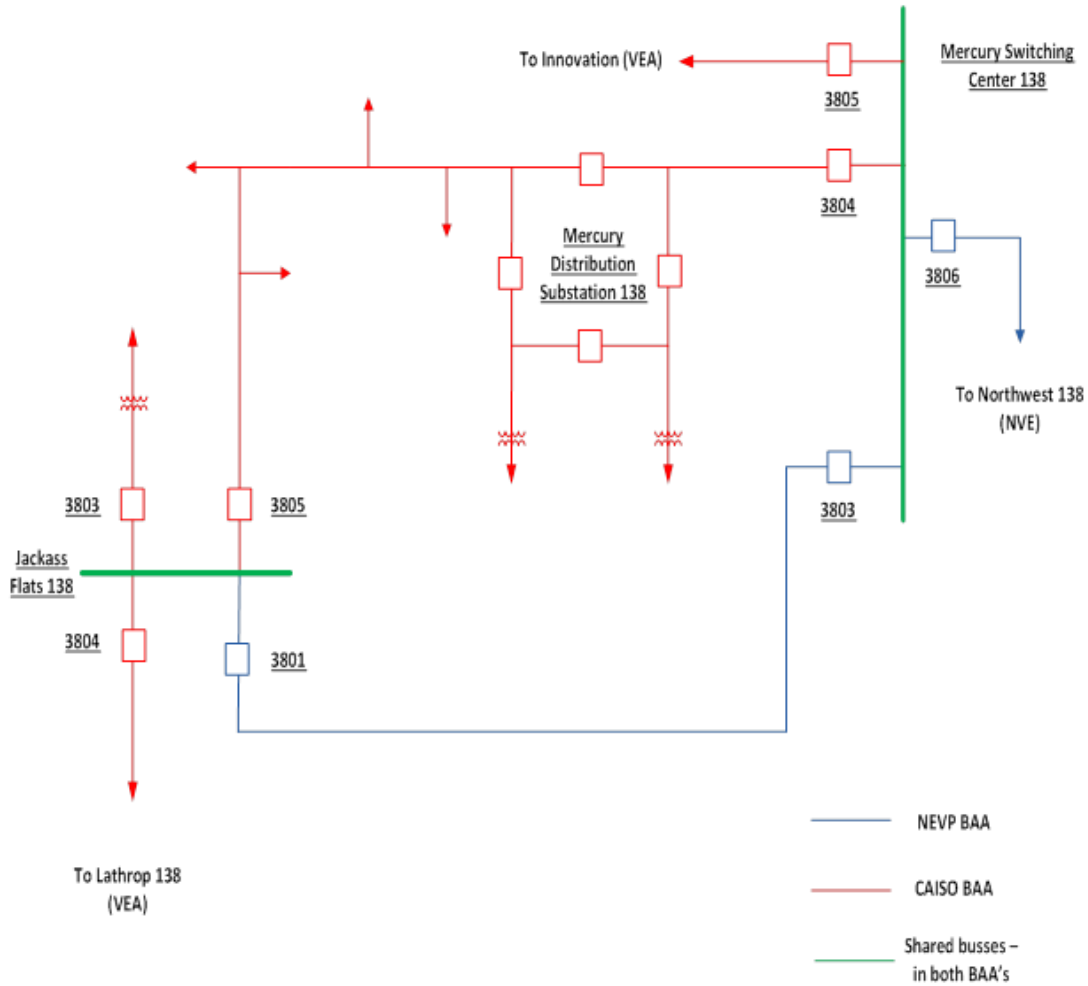 To Innovation (VEA)
3805
Mercury Switching
Center 138
3804
3806
To Northwest 138
(NVE)
Mercury
Distribution
Substation 138
3803
3803
3805
Jackass
Flats 138
3804
3801
To Lathrop 138
(VEA)
NEVP BAA
CAISO BAA
Shared busses –
in both BAA's